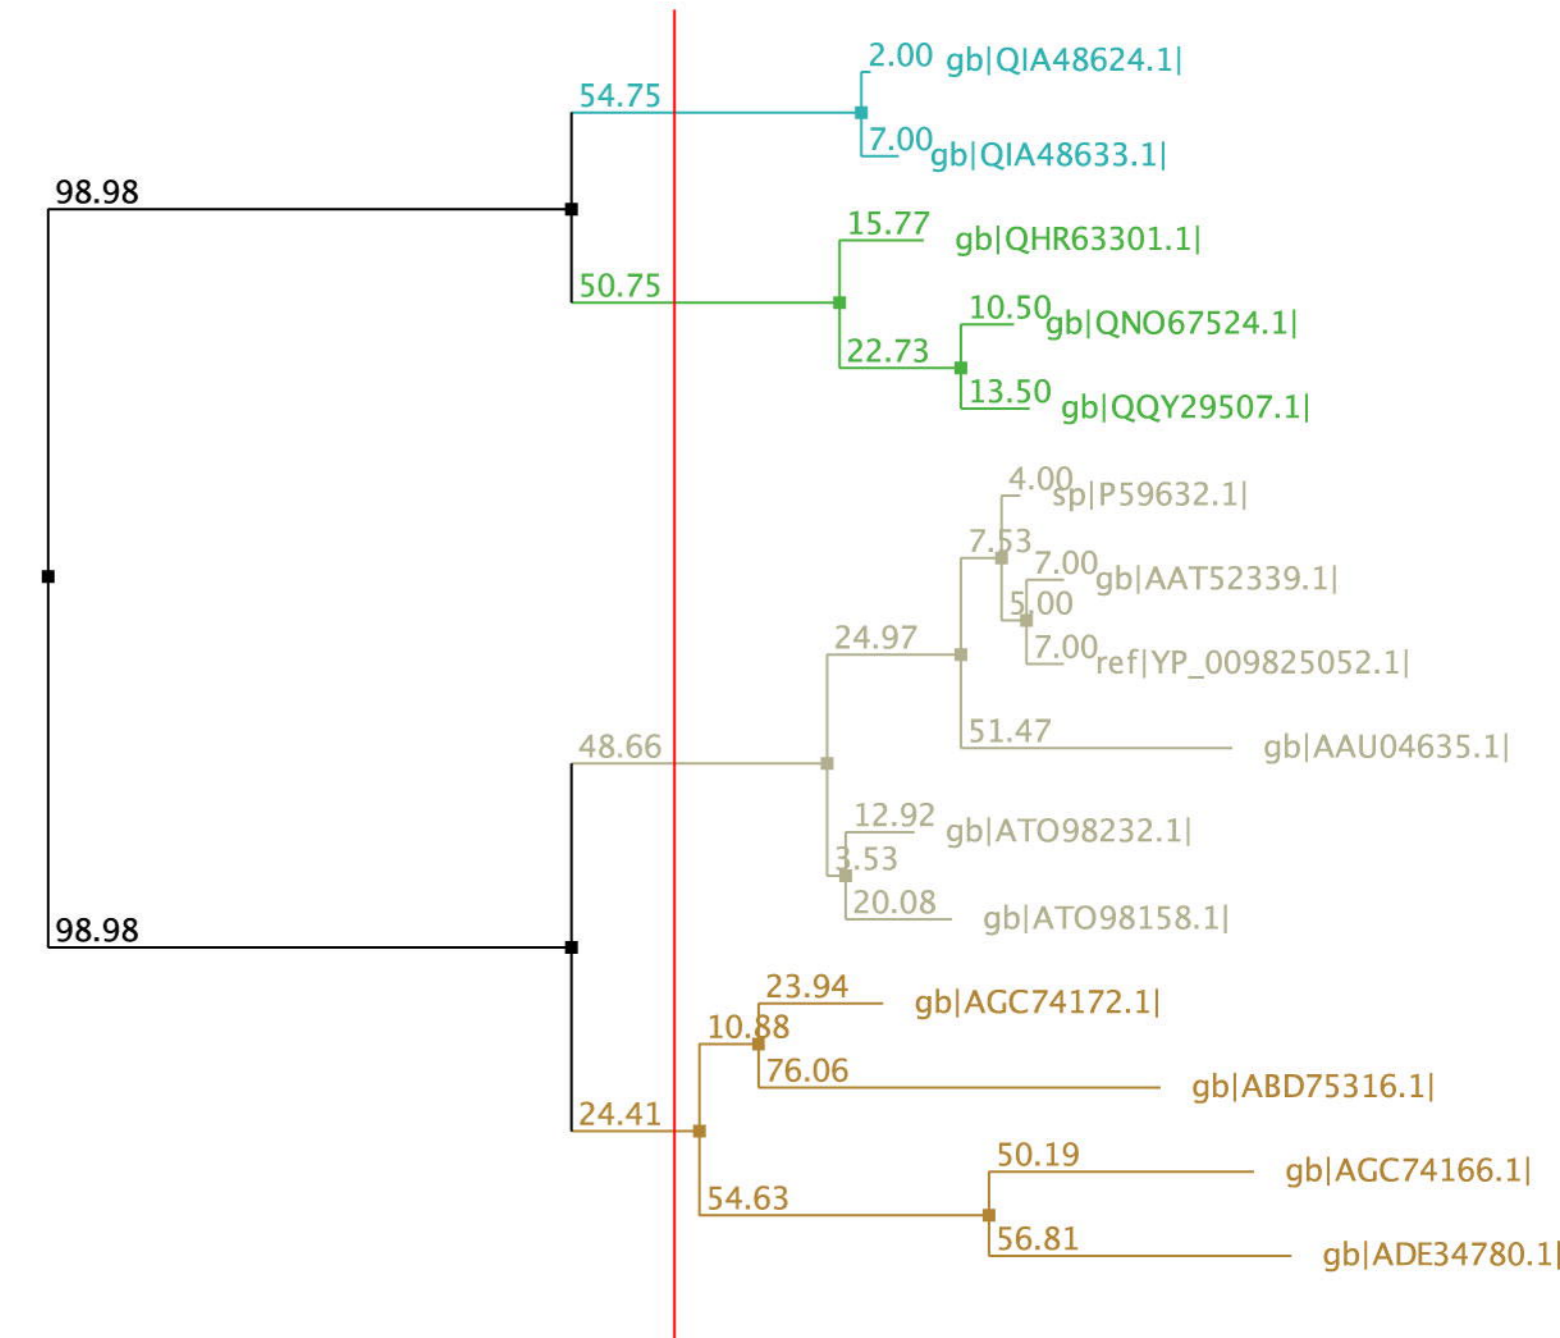 2.00 gb|QIA48624.1|
54.75
7.00 gb|QIA48633.1|
98.98
15.77 gb|QHR63301.1|
50.75
10.50 gb|QNO67524.1|
22.73
13.50 gb|QQY29507.1|
4.00 sp|P59632.1|
7.53
7.00 gb|AAT52339.1|
5.00
24.97
7.00 ref|YP_009825052.1|
51.47 gb|AAU04635.1|
48.66
12.92 gb|ATO98232.1|
3.53
20.08 gb|ATO98158.1|
98.98
23.94 gb|AGC74172.1|
10.88
76.06 gb|ABD75316.1|
24.41
50.19 gb|AGC74166.1|
54.63
56.81 gb|ADE34780.1|